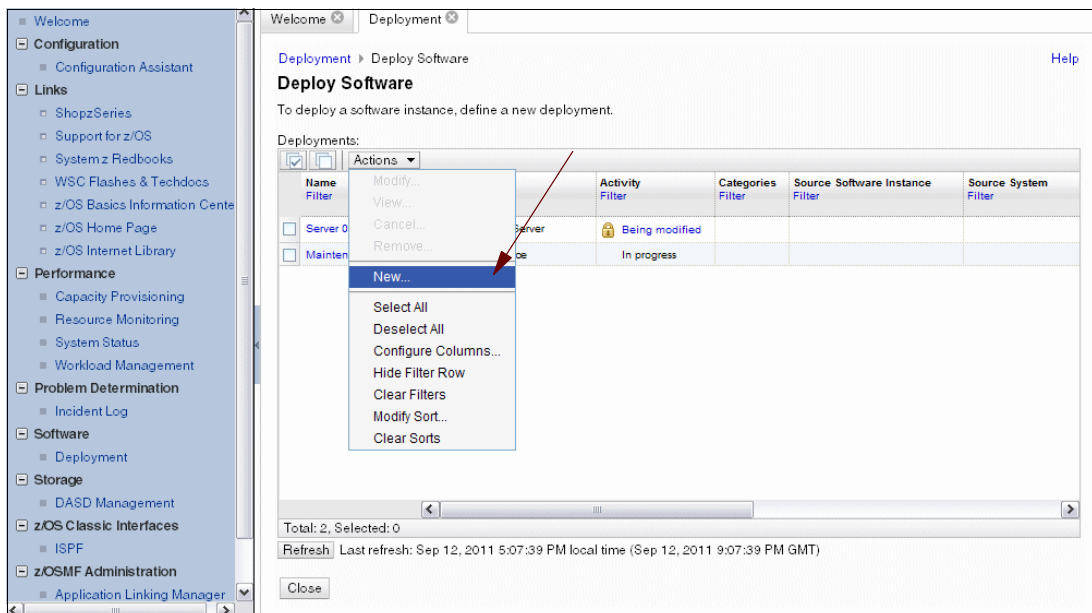 Welcome
Configuration
Configuration Assistant
Links
ShopzSeries
Support for z/OS
System z Redbooks
WSC Flashes & Techdocs
z/OS Basics Information Cente
z/OS Home Page
z/OS Internet Library
Performance
Capacity Provisioning
Resource Monitoring
System Status
Workload Management
Problem Determination
Incident Log
Software
Deployment
Storage
DASD Management
z/OS Classic Interfaces
ISPF
z/OSMF Administration
Application Linking Manager
Welcome Deployment
Deployment Deploy Software Help
Deploy Software
To deploy a software instance, define a new deployment.
Deployments:
Actions
Name Activity Categories Source Software Instance Source System
Filter Filter Filter Filter Filter
Server 0 Server Being modified
Mainten ce In progress
Modify...
View...
Cancel...
Remove...
New...
Select All
Deselect All
Configure Columns...
Hide Filter Row
Clear Filters
Modify Sort...
Clear Sorts
Total: 2, Selected: 0
Refresh Last refresh: Sep 12, 2011 5:07:39 PM local time (Sep 12, 2011 9:07:39 PM GMT)
Close